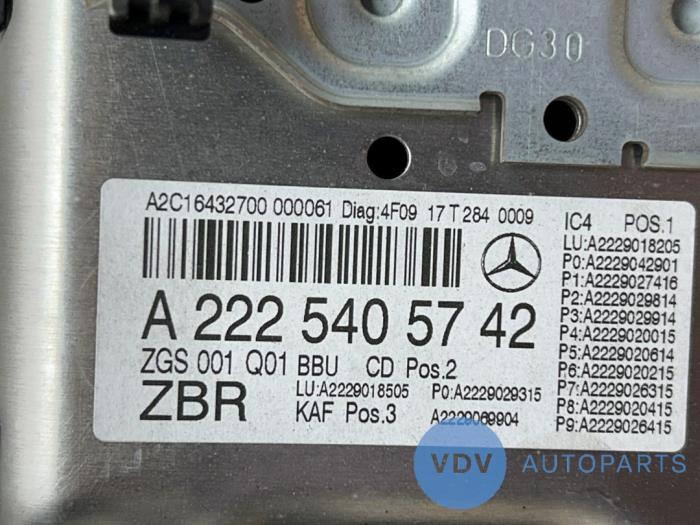 DG30
A2C16432700 000061 Diag:4F09 17 T 284 0009
A 222 540 57 42
ZGS 001 Q01 BBU CD Pos.2
ZBR
LU:A2229018505 P0:A2229029315
KAF Pos.3 A2229069904
IC4 POS.1
LU:A2229018205
P0:A2229042901
P1:A2229027416
P2:A2229029814
P3:A2229029914
P4:A2229020015
P5:A2229020614
P6:A2229020215
P7:A2229026315
P8:A2229020415
P9:A2229026415
VDV AUTOPARTS